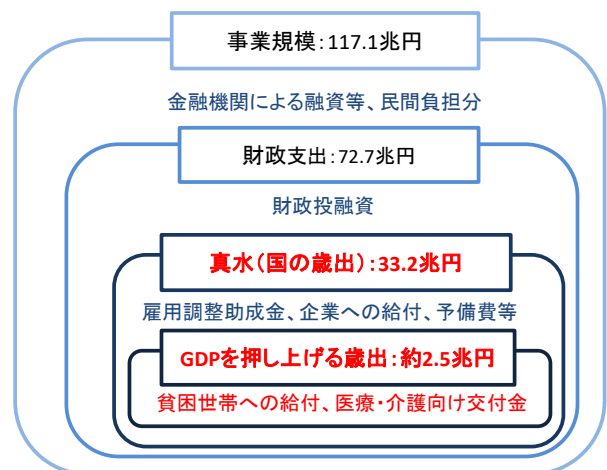 事業規模：117.1兆円
金融機関による融資等、民間負担分
財政支出：72.7兆円
財政投融資
真水（国の歳出）：33.2兆円
雇用調整助成金、企業への給付、予備費等
GDPを押し上げる歳出：約2.5兆円
貧困世帯への給付、医療・介護向け交付金